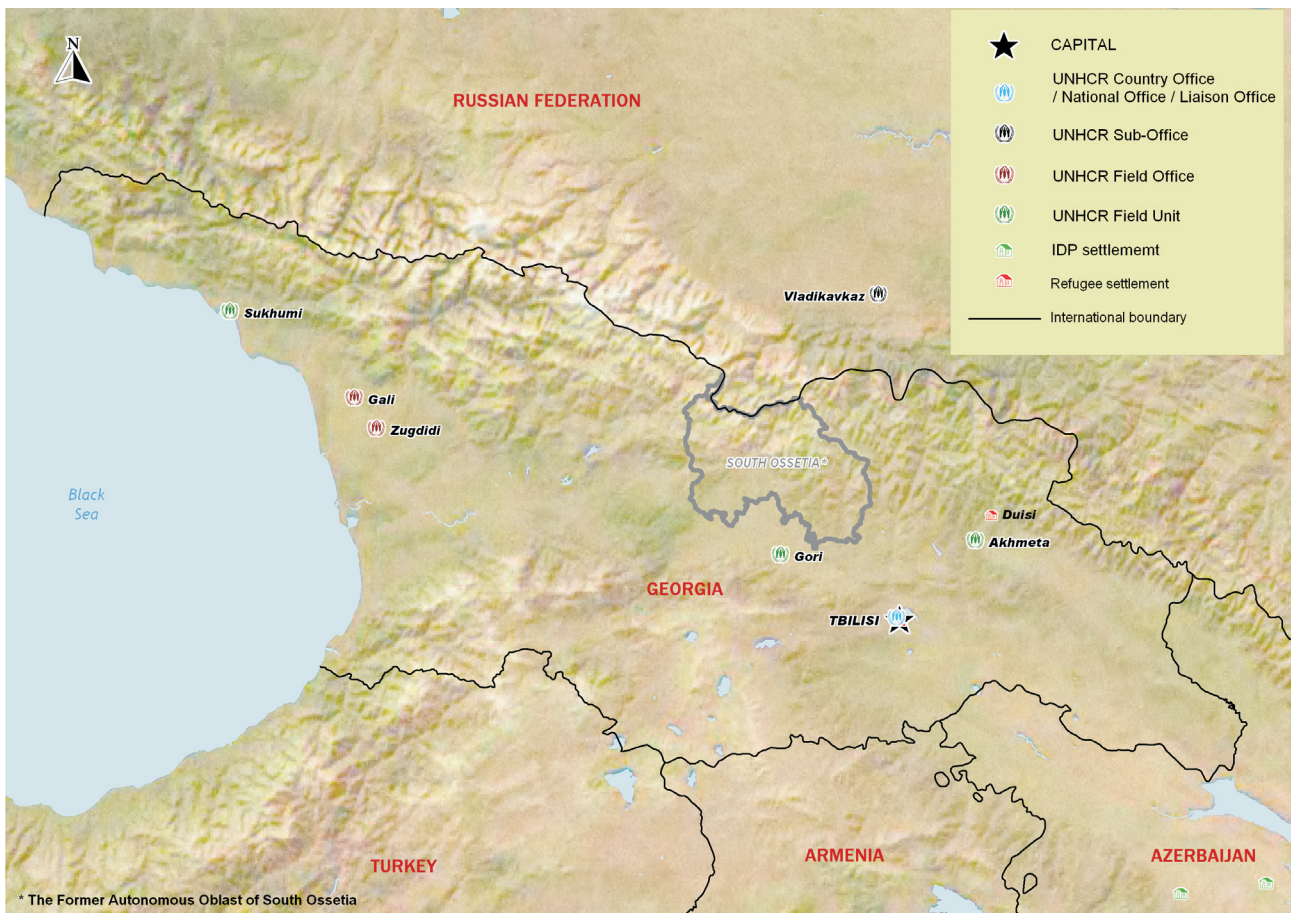 N
CAPITAL
UNHCR Country Office
/ National Office / Liaison Office
UNHCR Sub-Office
UNHCR Field Office
UNHCR Field Unit
IDP settlememt
Refugee settlement
International boundary
RUSSIAN FEDERATION
Vladikavkaz
Sukhumi
Gali
Zugdidi
SOUTH OSSETIA*
Black
Sea
Duisi
Akhmeta
Gori
GEORGIA
TBILISI
TURKEY
ARMENIA
AZERBAIJAN
* The Former Autonomous Oblast of South Ossetia